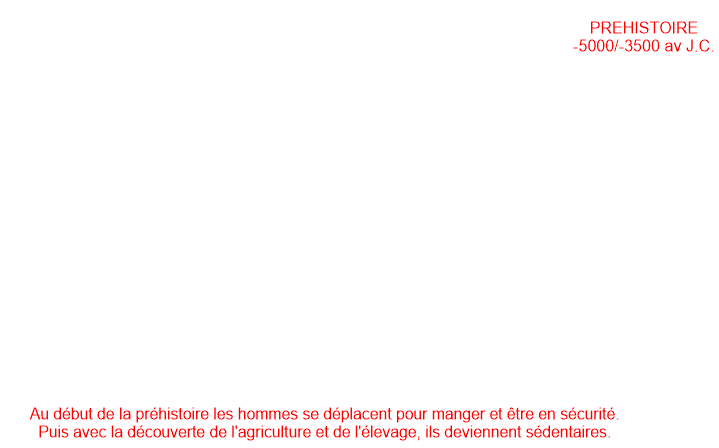 PREHISTOIRE
-5000/-3500 av J.C.
Au début de la préhistoire les hommes se déplacent pour manger et être en sécurité.
Puis avec la découverte de l'agriculture et de l'élevage, ils deviennent sédentaires.